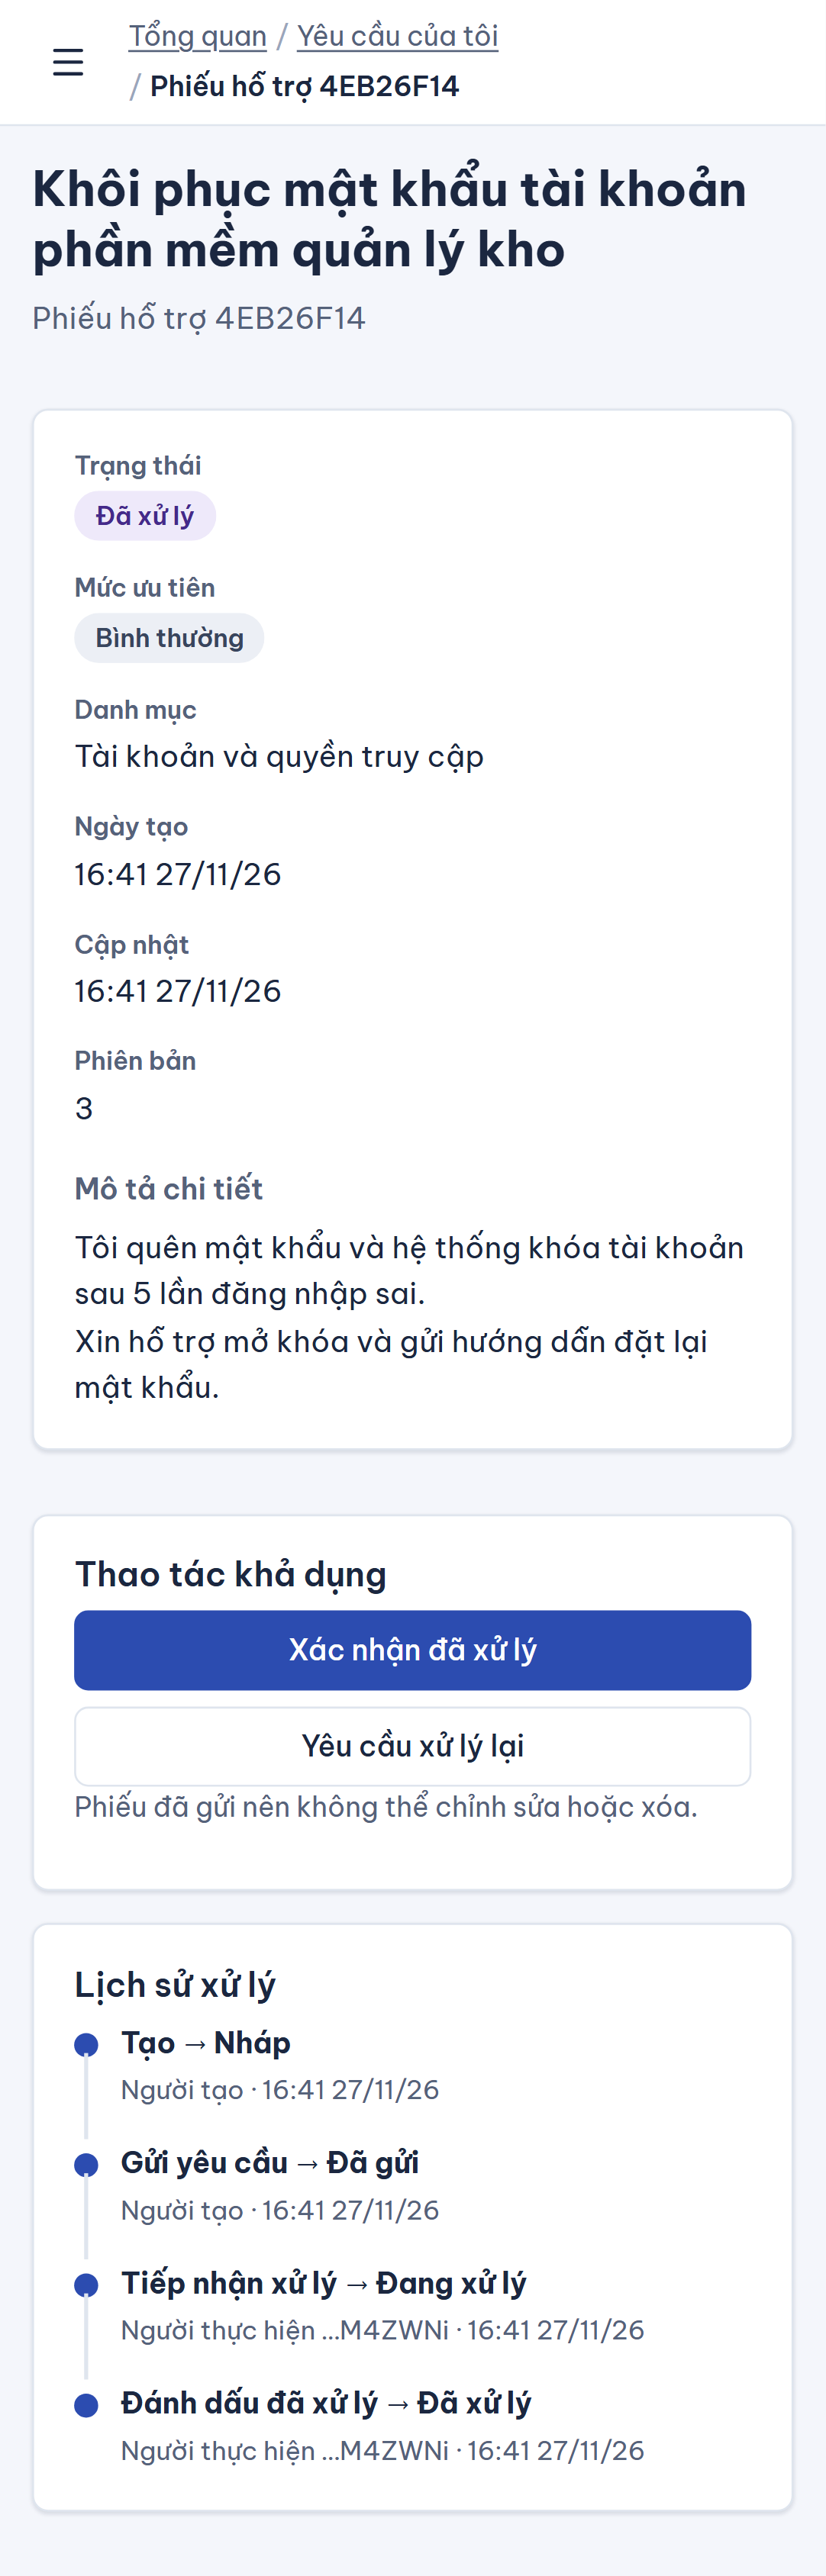 Tổng quan / Yêu cầu của tôi
/ Phiếu hỗ trợ 4EB26F14
Khôi phục mật khẩu tài khoản
phần mềm quản lý kho
Phiếu hỗ trợ 4EB26F14
Trạng thái
Đã xử lý
Mức ưu tiên
Bình thường
Danh mục
Tài khoản và quyền truy cập
Ngày tạo
16:41 27/11/26
Cập nhật
16:41 27/11/26
Phiên bản
3
Mô tả chi tiết
Tôi quên mật khẩu và hệ thống khóa tài khoản
sau 5 lần đăng nhập sai.
Xin hỗ trợ mở khóa và gửi hướng dẫn đặt lại
mật khẩu.
Thao tác khả dụng
Xác nhận đã xử lý
Yêu cầu xử lý lại
Phiếu đã gửi nên không thể chỉnh sửa hoặc xóa.
Lịch sử xử lý
Tạo → Nháp
Người tạo · 16:41 27/11/26
Gửi yêu cầu → Đã gửi
Người tạo · 16:41 27/11/26
Tiếp nhận xử lý → Đang xử lý
Người thực hiện ...M4ZWNi · 16:41 27/11/26
Đánh dấu đã xử lý → Đã xử lý
Người thực hiện ...M4ZWNi · 16:41 27/11/26